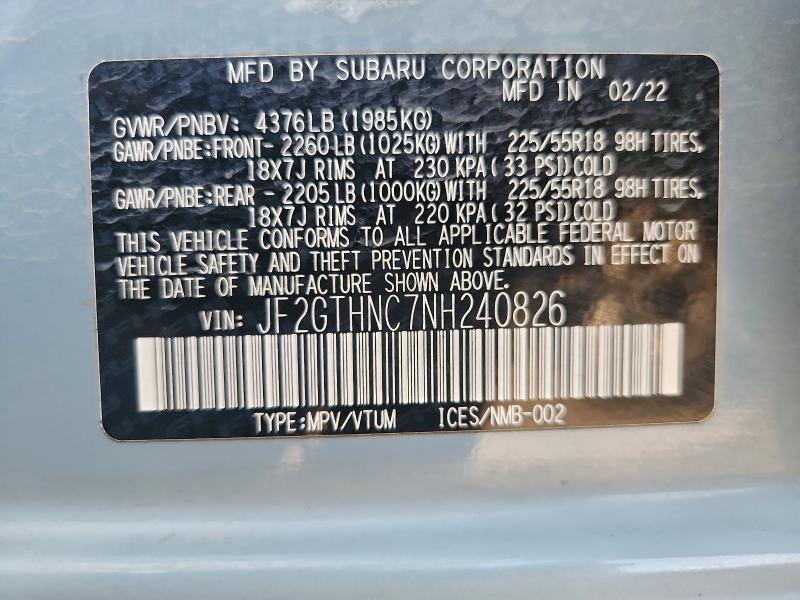 MFD BY SUBARU CORPORATION
MFD IN 02/22
GVWR/PNBV: 4376LB (1985KG)
GAWR/PNBE:FRONT- 2260 LB (1025KG) WITH 225/55R18 98H TIRES,
18X7J RIMS AT 230 KPA ( 33 PSI) COLD
GAWR/PNBE:REAR - 2205 LB (1000KG) WITH 225/55R18 98H TIRES,
18X7J RIMS AT 220 KPA ( 32 PSI) COLD
THIS VEHICLE CONFORMS TO ALL APPLICABLE FEDERAL MOTOR
VEHICLE SAFETY AND THEFT PREVENTION STANDARDS IN EFFECT ON
THE DATE OF MANUFACTURE SHOWN ABOVE.
VIN: JF2GTHNC7NH240826
TYPE:MPV/VTUM ICES/NMB-002